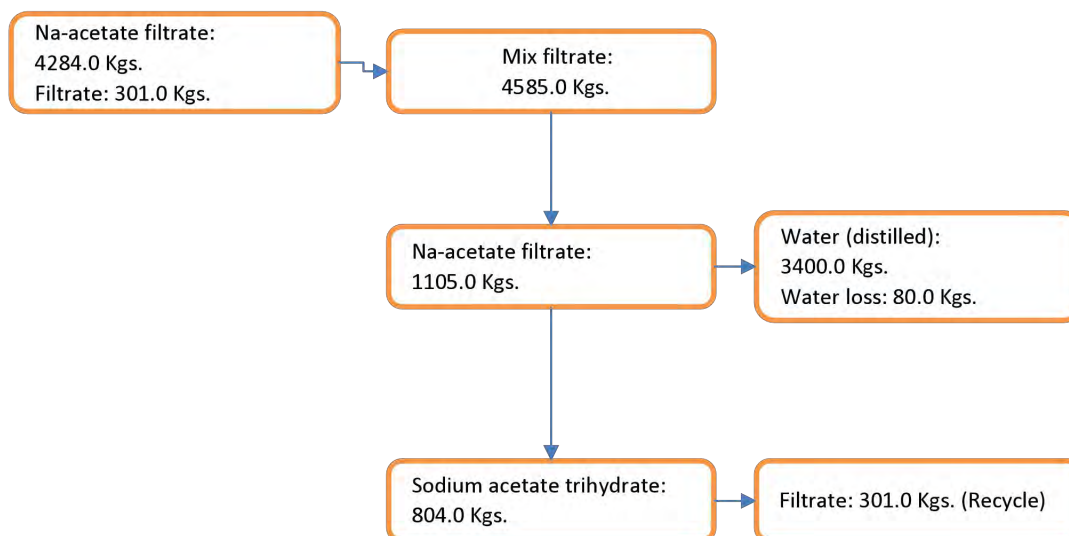 Na-acetate filtrate:
4284.0 Kgs.
Filtrate: 301.0 Kgs.
Mix filtrate:
4585.0 Kgs.
Na-acetate filtrate:
1105.0 Kgs.
Water (distilled):
3400.0 Kgs.
Water loss: 80.0 Kgs.
Sodium acetate trihydrate:
804.0 Kgs.
Filtrate: 301.0 Kgs. (Recycle)